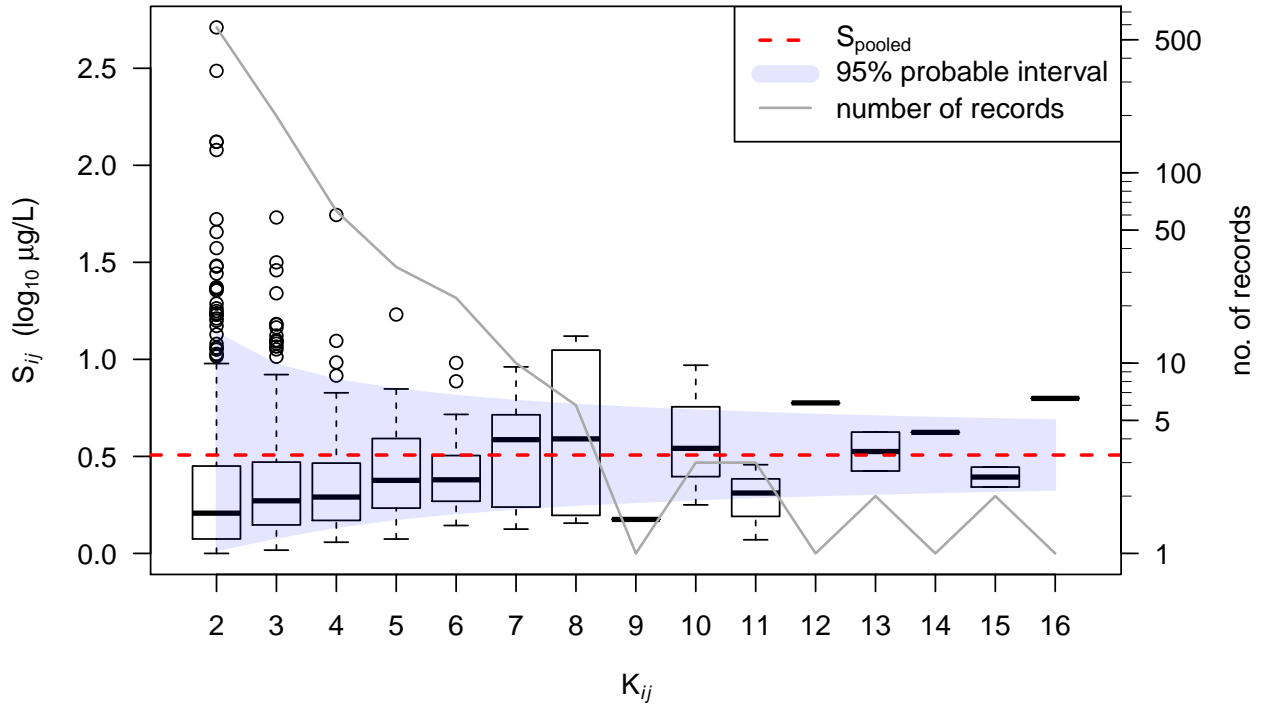 S_pooled
95% probable interval
number of records
2.5
2.0
1.5
1.0
0.5
0.0
S_ij (log_10 μg/L)
500
100
50
10
5
1
no. of records
2 3 4 5 6 7 8 9 10 11 12 13 14 15 16
K_ij